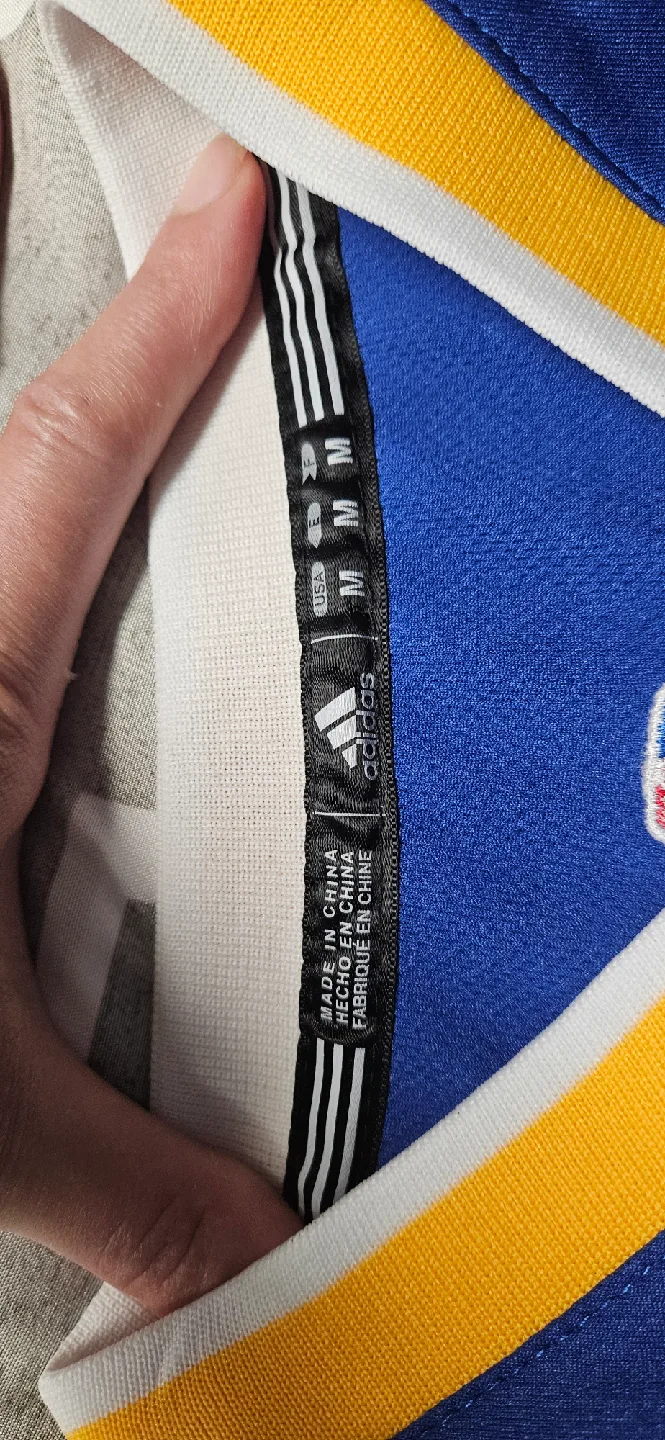 MADE IN CHINA
HECHO EN CHINA
FABRIQUÉ EN CHINE
adidas
USA E F
M M M